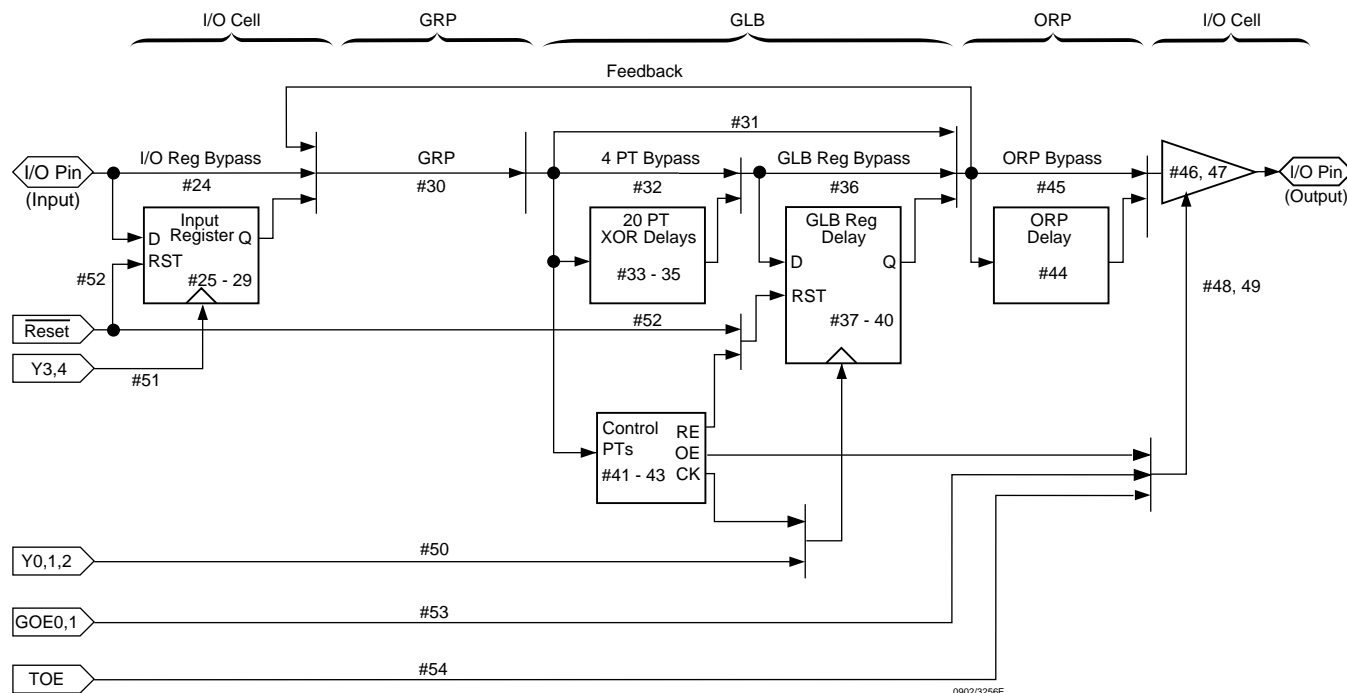 I/O Cell
GRP
GLB
ORP
I/O Cell
Feedback
#31
I/O Pin
(Input)
I/O Reg Bypass
#24
GRP
#30
4 PT Bypass
#32
GLB Reg Bypass
#36
ORP Bypass
#45
#46, 47
I/O Pin
(Output)
Input
Register
D
Q
RST
#25 - 29
#52
20 PT
XOR Delays
#33 - 35
GLB Reg
Delay
D
Q
RST
#37 - 40
ORP
Delay
#44
#48, 49
Reset
#52
Y3,4
#51
Control
PTs
#41 - 43
RE
OE
CK
Y0,1,2
#50
GOE0,1
#53
TOE
#54
0902/3256E